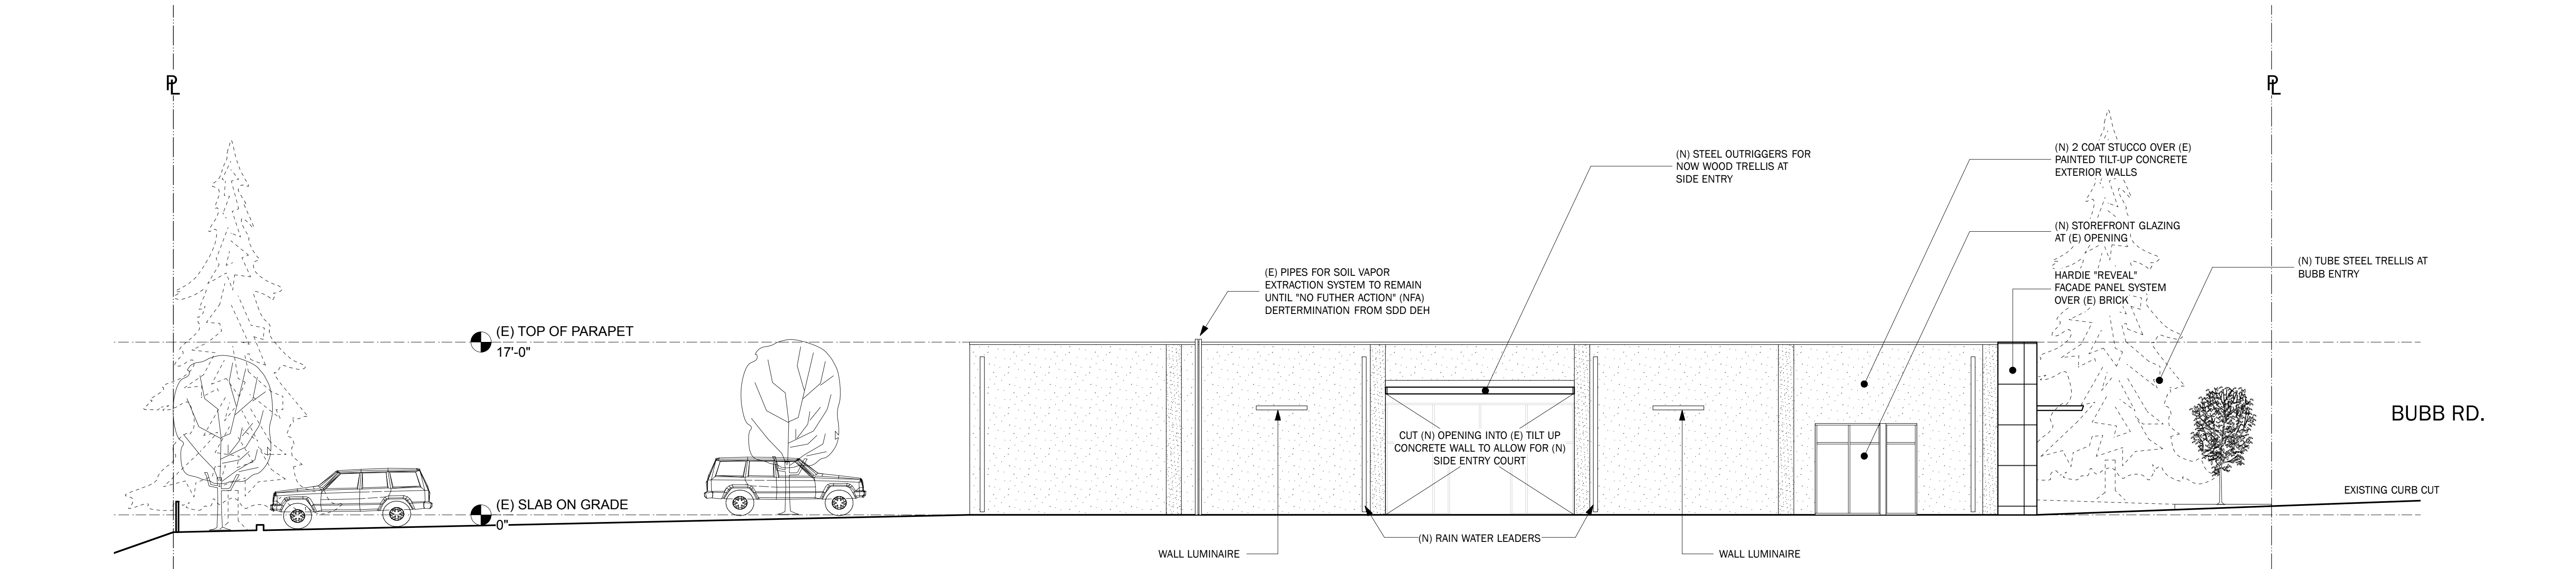 PL
PL
(N) 2 COAT STUCCO OVER (E)
PAINTED TILT-UP CONCRETE
EXTERIOR WALLS
(N) STEEL OUTRIGGERS FOR
NOW WOOD TRELLIS AT
SIDE ENTRY
(N) STOREFRONT GLAZING
AT (E) OPENING
(N) TUBE STEEL TRELLIS AT
BUBB ENTRY
HARDIE "REVEAL"
FACADE PANEL SYSTEM
OVER (E) BRICK
(E) PIPES FOR SOIL VAPOR
EXTRACTION SYSTEM TO REMAIN
UNTIL "NO FUTHER ACTION" (NFA)
DERTERMINATION FROM SDD DEH
(E) TOP OF PARAPET
17'-0"
BUBB RD.
CUT (N) OPENING INTO (E) TILT UP
CONCRETE WALL TO ALLOW FOR (N)
SIDE ENTRY COURT
EXISTING CURB CUT
(E) SLAB ON GRADE
0"
(N) RAIN WATER LEADERS
WALL LUMINAIRE
WALL LUMINAIRE